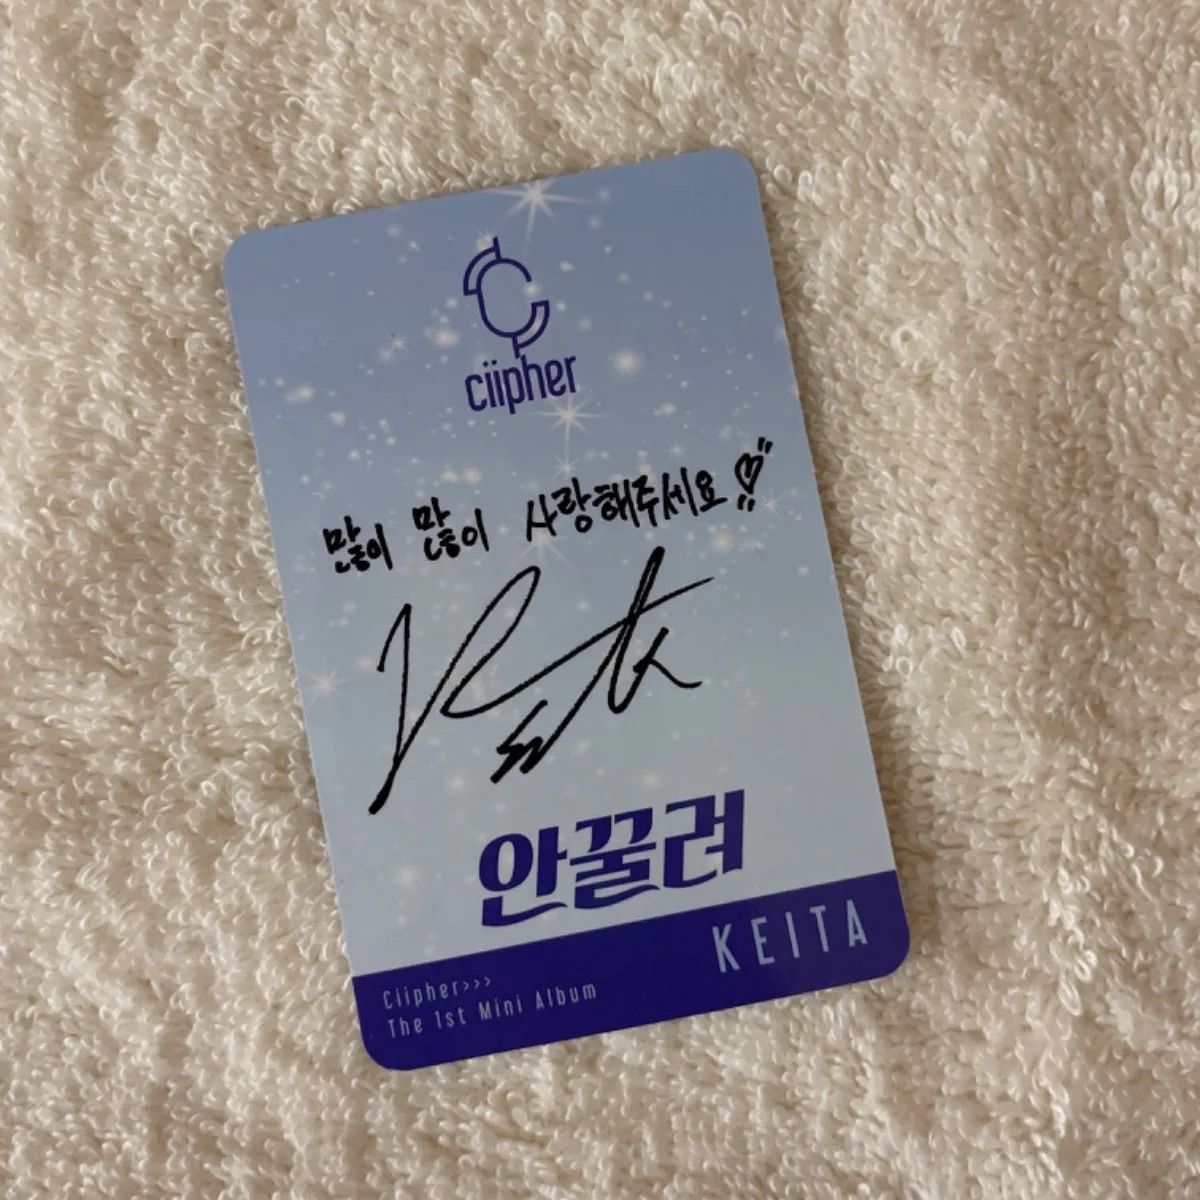 ciipher
많이 많이 사랑해주세요♡
Keita
안꿀려
KEITA
Ciipher>>>
The 1st Mini Album